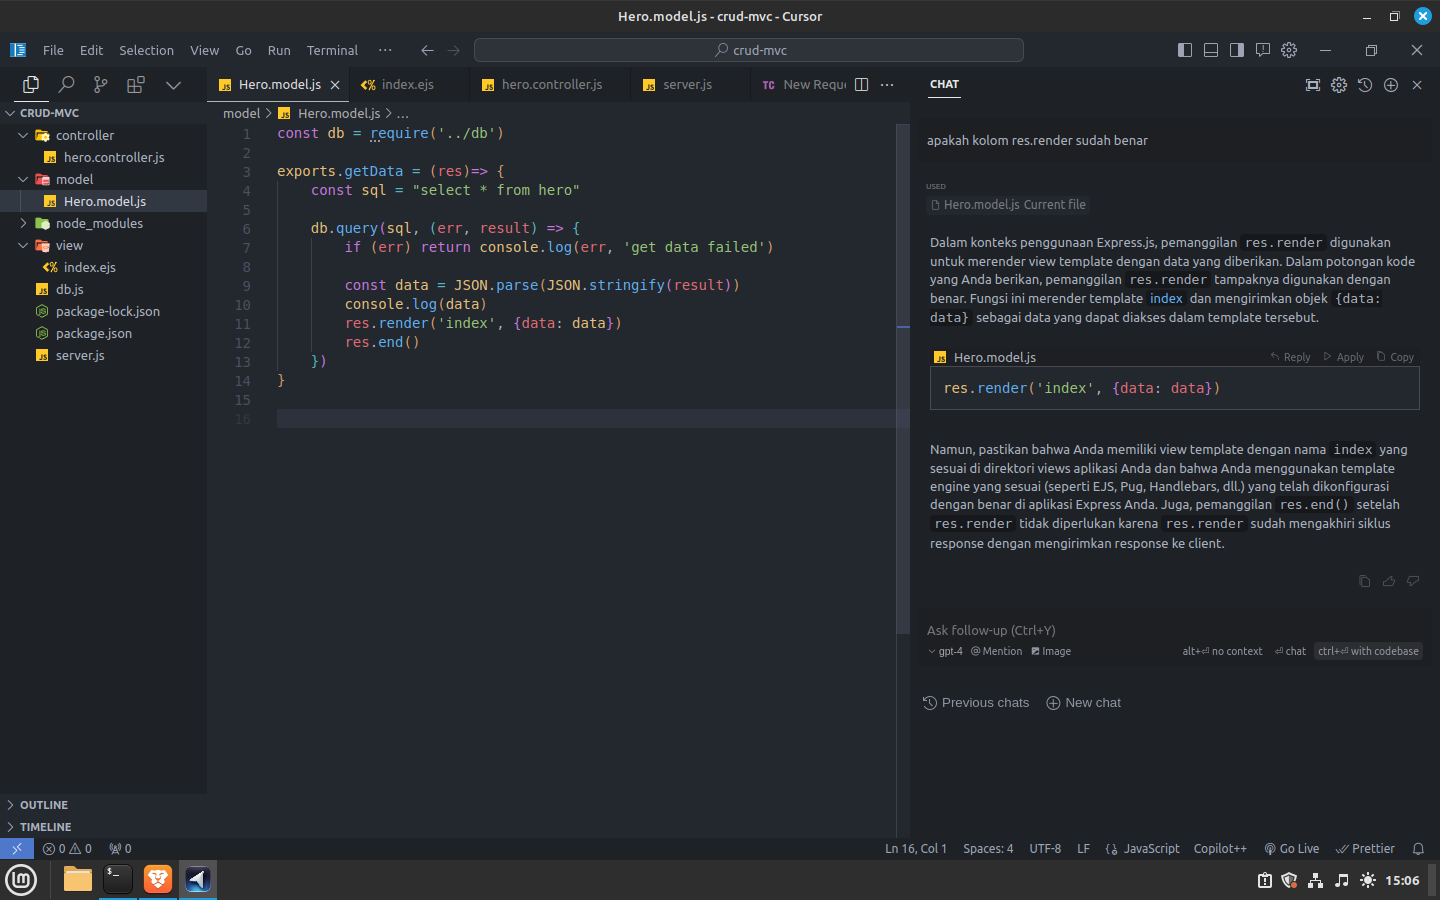 Hero.model.js - crud-mvc - Cursor
File Edit Selection View Go Run Terminal ···
crud-mvc
Hero.model.js
index.ejs
hero.controller.js
server.js
TC New Reque
CRUD-MVC
controller
hero.controller.js
model
Hero.model.js
node_modules
view
index.ejs
db.js
package-lock.json
package.json
server.js
OUTLINE
TIMELINE
model > Hero.model.js > ...
1 const db = require('../db')
2
3 exports.getData = (res)=> {
4 const sql = "select * from hero"
5
6 db.query(sql, (err, result) => {
7 if (err) return console.log(err, 'get data failed')
8
9 const data = JSON.parse(JSON.stringify(result))
10 console.log(data)
11 res.render('index', {data: data})
12 res.end()
13 })
14 }
15
16
CHAT
apakah kolom res.render sudah benar
USED
Hero.model.js Current file
Dalam konteks penggunaan Express.js, pemanggilan res.render digunakan
untuk merender view template dengan data yang diberikan. Dalam potongan kode
yang Anda berikan, pemanggilan res.render tampaknya digunakan dengan
benar. Fungsi ini merender template index dan mengirimkan objek {data:
data} sebagai data yang dapat diakses dalam template tersebut.
Hero.model.js Reply Apply Copy
res.render('index', {data: data})
Namun, pastikan bahwa Anda memiliki view template dengan nama index yang
sesuai di direktori views aplikasi Anda dan bahwa Anda menggunakan template
engine yang sesuai (seperti EJS, Pug, Handlebars, dll.) yang telah dikonfigurasi
dengan benar di aplikasi Express Anda. Juga, pemanggilan res.end() setelah
res.render tidak diperlukan karena res.render sudah mengakhiri siklus
response dengan mengirimkan response ke client.
Ask follow-up (Ctrl+Y)
gpt-4 @ Mention Image alt+⏎ no context ⏎ chat ctrl+⏎ with codebase
Previous chats New chat
0 0 0
Ln 16, Col 1 Spaces: 4 UTF-8 LF JavaScript Copilot++ Go Live Prettier
15:06